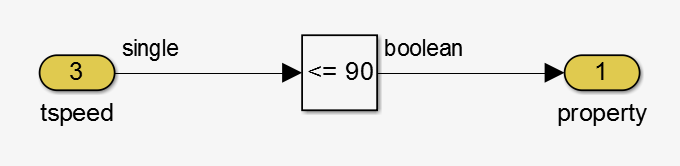 single
boolean
3
<= 90
1
tspeed
property